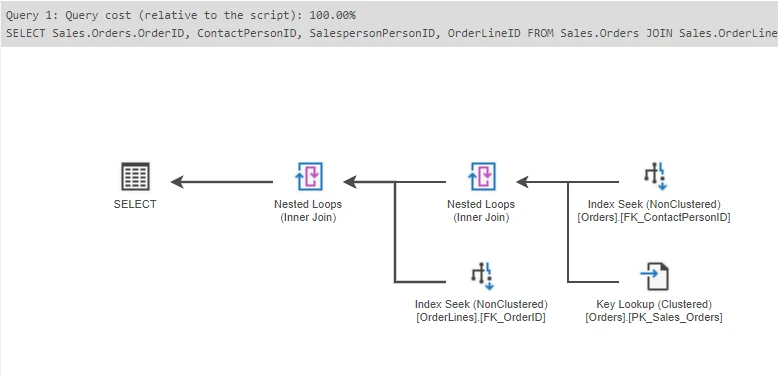 Query 1: Query cost (relative to the script): 100.00%
SELECT Sales.Orders.OrderID, ContactPersonID, SalespersonPersonID, OrderLineID FROM Sales.Orders JOIN Sales.OrderLine
SELECT
Nested Loops
(Inner Join)
Nested Loops
(Inner Join)
Index Seek (NonClustered)
[Orders].[FK_ContactPersonID]
Index Seek (NonClustered)
[OrderLines].[FK_OrderID]
Key Lookup (Clustered)
[Orders].[PK_Sales_Orders]